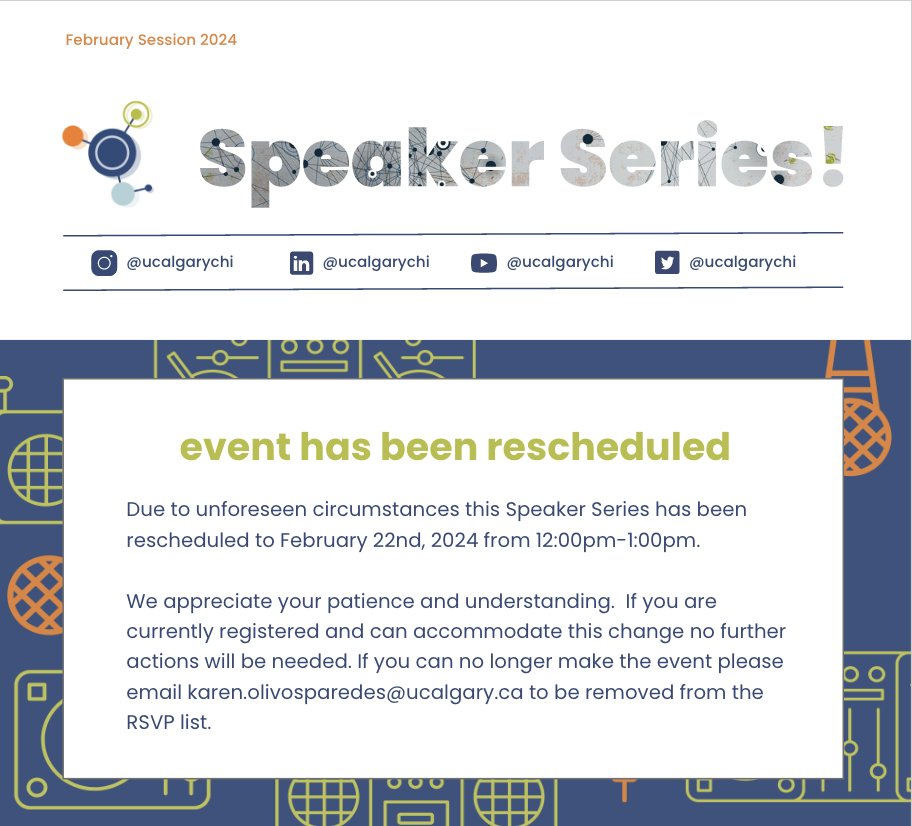 February Session 2024
Speaker Series!
@ucalgarychi @ucalgarychi @ucalgarychi @ucalgarychi
event has been rescheduled
Due to unforeseen circumstances this Speaker Series has been
rescheduled to February 22nd, 2024 from 12:00pm-1:00pm.
We appreciate your patience and understanding.  If you are
currently registered and can accommodate this change no further
actions will be needed. If you can no longer make the event please
email karen.olivosparedes@ucalgary.ca to be removed from the
RSVP list.